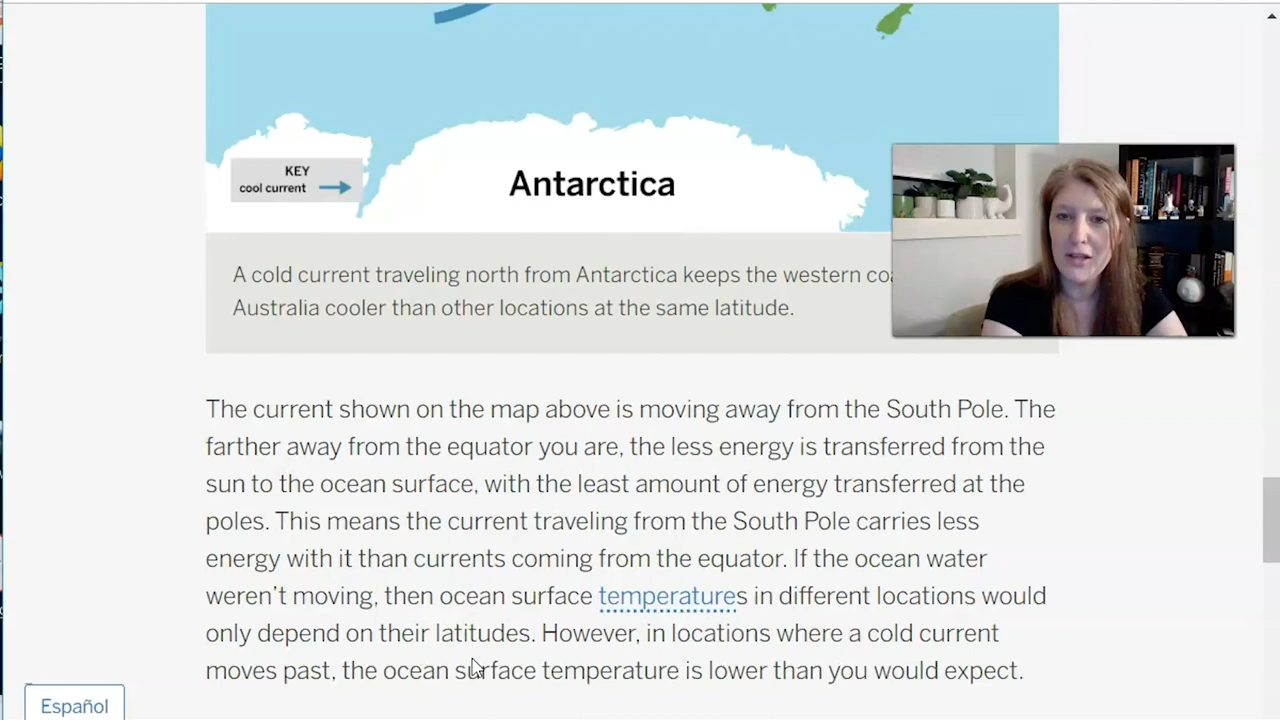 KEY
cool current
Antarctica
A cold current traveling north from Antarctica keeps the western
Australia cooler than other locations at the same latitude.
The current shown on the map above is moving away from the South Pole. The
farther away from the equator you are, the less energy is transferred from the
sun to the ocean surface, with the least amount of energy transferred at the
poles. This means the current traveling from the South Pole carries less
energy with it than currents coming from the equator. If the ocean water
weren't moving, then ocean surface temperatures in different locations would
only depend on their latitudes. However, in locations where a cold current
moves past, the ocean surface temperature is lower than you would expect.
Español